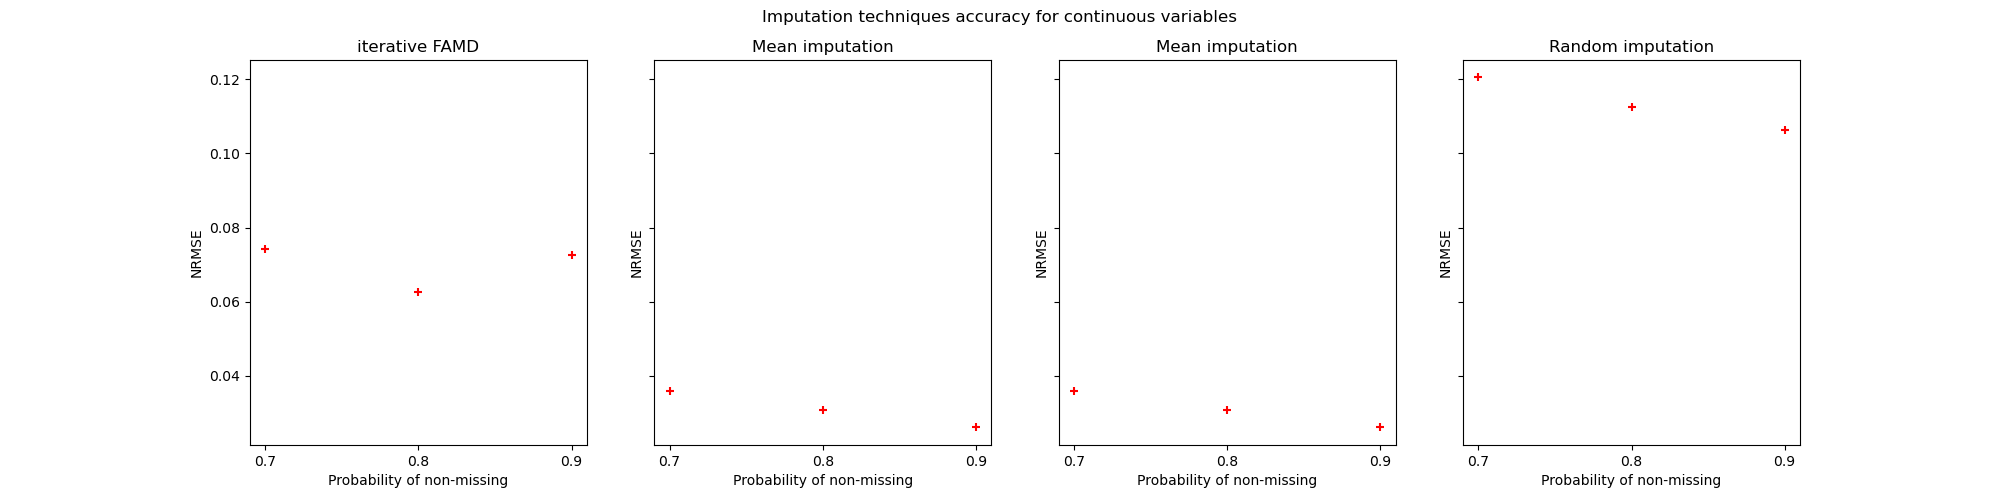 Imputation techniques accuracy for continuous variables
iterative FAMD
Mean imputation
Mean imputation
Random imputation
0.12
0.10
0.08
0.06
0.04
NRMSE
NRMSE
NRMSE
NRMSE
0.7 0.8 0.9
0.7 0.8 0.9
0.7 0.8 0.9
0.7 0.8 0.9
Probability of non-missing
Probability of non-missing
Probability of non-missing
Probability of non-missing